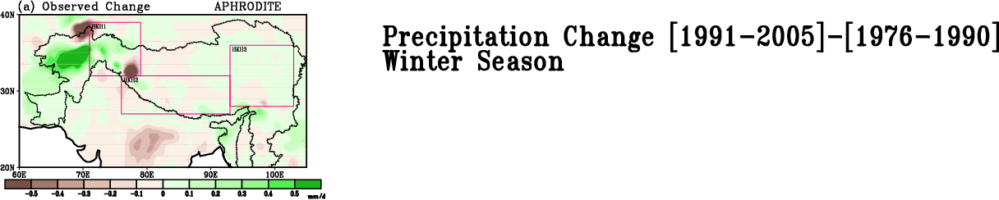 (a) Observed Change APHRODITE
40N
HKH1
Precipitation Change [1991-2005]-[1976-1990]
Winter Season
HKH3
HKH2
30N
20N
60E 70E 80E 90E 100E
-0.5 -0.4 -0.3 -0.2 -0.1 0 0.1 0.2 0.3 0.4 0.5
mm/d